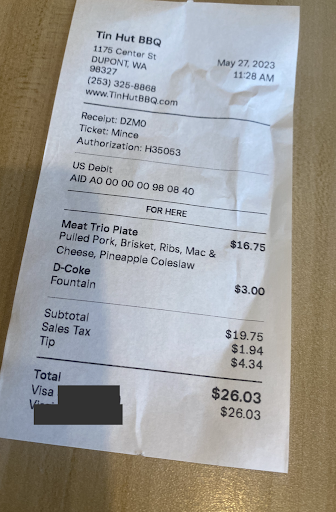 Tin Hut BBQ
1175 Center St
DUPONT, WA
98327
(253) 325-8868
www.TinHutBBQ.com
May 27, 2023
11:28 AM
Receipt: DZM0
Ticket: Mince
Authorization: H35053
US Debit
AID A0 00 00 00 98 08 40
FOR HERE
Meat Trio Plate $16.75
Pulled Pork, Brisket, Ribs, Mac &
Cheese, Pineapple Coleslaw
D-Coke $3.00
Fountain
Subtotal $19.75
Sales Tax $1.94
Tip $4.34
Total $26.03
Visa $26.03